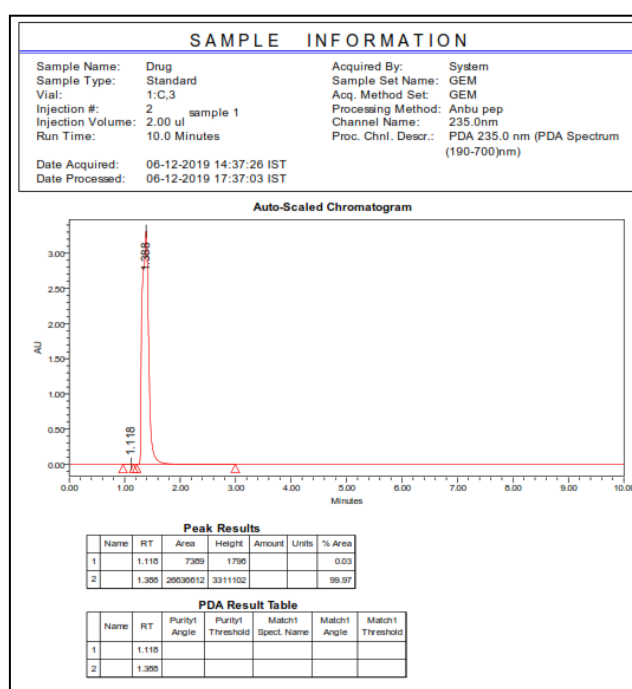 SAMPLE INFORMATION
Sample Name: Drug
Sample Type: Standard
Vial: 1:C,3
Injection #: 2 sample 1
Injection Volume: 2.00 ul
Run Time: 10.0 Minutes
Date Acquired: 06-12-2019 14:37:26 IST
Date Processed: 06-12-2019 17:37:03 IST
Acquired By: System
Sample Set Name: GEM
Acq. Method Set: GEM
Processing Method: Anbu pep
Channel Name: 235.0nm
Proc. Chnl. Descr.: PDA 235.0 nm (PDA Spectrum
(190-700)nm)
Auto-Scaled Chromatogram
AU
3.00
2.50
2.00
1.50
1.00
0.50
0.00
1.118
1.388
0.00 1.00 2.00 3.00 4.00 5.00 6.00 7.00 8.00 9.00 10.00
Minutes
Peak Results
Name RT Area Height Amount Units % Area
1 1.118 7389 1798 0.03
2 1.388 26636612 3311102 99.97
PDA Result Table
Name RT Purity1 Angle Purity1 Threshold Match1 Spect. Name Match1 Angle Match1 Threshold
1 1.118
2 1.388